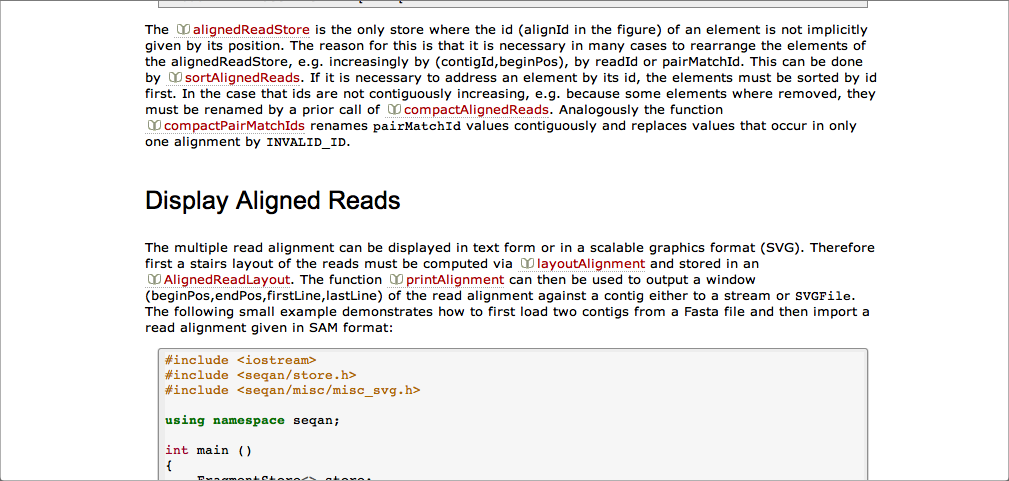 The alignedReadStore is the only store where the id (alignId in the figure) of an element is not implicitly
given by its position. The reason for this is that it is necessary in many cases to rearrange the elements of
the alignedReadStore, e.g. increasingly by (contigId,beginPos), by readId or pairMatchId. This can be done
by sortAlignedReads. If it is necessary to address an element by its id, the elements must be sorted by id
first. In the case that ids are not contiguously increasing, e.g. because some elements where removed, they
must be renamed by a prior call of compactAlignedReads. Analogously the function
compactPairMatchIds renames pairMatchId values contiguously and replaces values that occur in only
one alignment by INVALID_ID.
Display Aligned Reads
The multiple read alignment can be displayed in text form or in a scalable graphics format (SVG). Therefore
first a stairs layout of the reads must be computed via layoutAlignment and stored in an
AlignedReadLayout. The function printAlignment can then be used to output a window
(beginPos,endPos,firstLine,lastLine) of the read alignment against a contig either to a stream or SVGFile.
The following small example demonstrates how to first load two contigs from a Fasta file and then import a
read alignment given in SAM format:
#include <iostream>
#include <seqan/store.h>
#include <seqan/misc/misc_svg.h>
using namespace seqan;
int main ()
{
FragmentStore<> store;